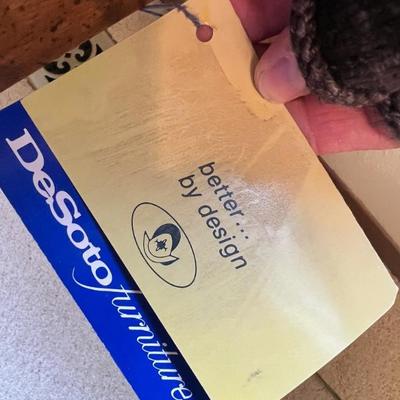 DeSoto furniture
better...
by design